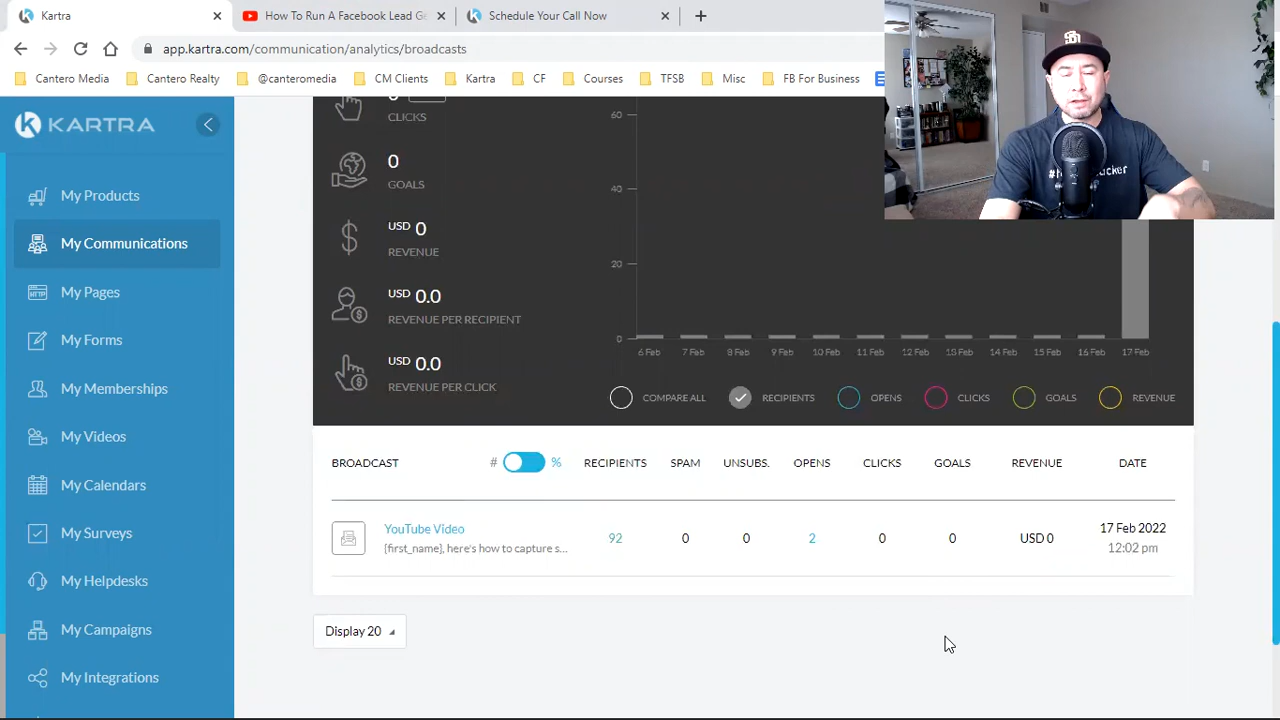 Kartra
How To Run A Facebook Lead Ge
Schedule Your Call Now
app.kartra.com/communication/analytics/broadcasts
Cantero Media
Cantero Realty
@canteromedia
CM Clients
Kartra
CF
Courses
TFSB
Misc
FB For Business
KARTRA
My Products
My Communications
My Pages
My Forms
My Memberships
My Videos
My Calendars
My Surveys
My Helpdesks
My Campaigns
My Integrations
CLICKS
0
GOALS
USD 0
REVENUE
USD 0.0
REVENUE PER RECIPIENT
USD 0.0
REVENUE PER CLICK
60
40
20
0
6 Feb 7 Feb 8 Feb 9 Feb 10 Feb 11 Feb 12 Feb 13 Feb 14 Feb 15 Feb 16 Feb 17 Feb
COMPARE ALL RECIPIENTS OPENS CLICKS GOALS REVENUE
BROADCAST # % RECIPIENTS SPAM UNSUBS. OPENS CLICKS GOALS REVENUE DATE
YouTube Video 92 0 0 2 0 0 USD 0 17 Feb 2022
{first_name}, here's how to capture s... 12:02 pm
Display 20